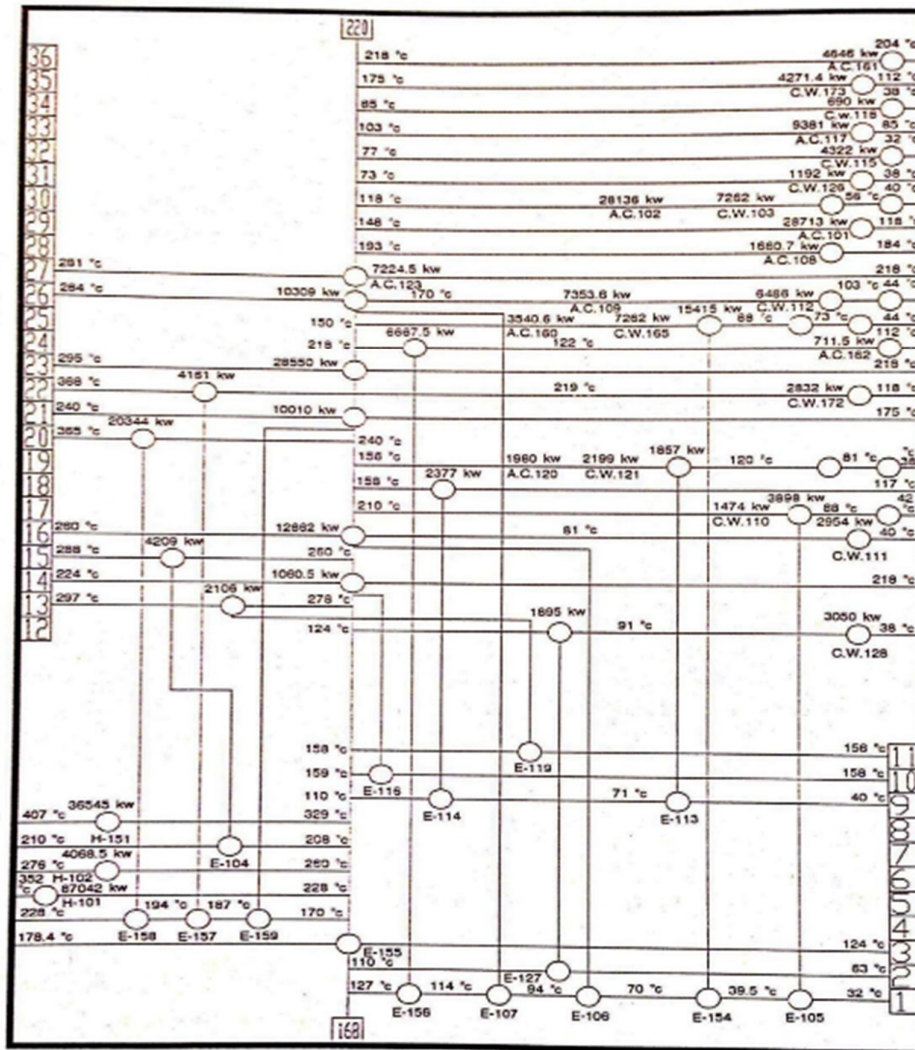 220
204 °c
36 218 °c 4646 kw
A.C.161
35 175 °c 4271.4 kw 112 °c
C.W.173 38 °c
34 85 °c 690 kw
C.w.118
33 103 °c 9381 kw 85 °c
A.C.117 32 °c
32 77 °c 4322 kw
C.W.115
31 73 °c 1192 kw 38 °c
C.W.126 40 °c
30 118 °c 28136 kw 7262 kw 56 °c
A.C.102 C.W.103
29 148 °c 28713 kw 118 °c
A.C.101
28 193 °c 1660.7 kw 184 °c
A.C.108
27 281 °c 7224.5 kw 218 °c
A.C.123
26 284 °c 10309 kw 170 °c 7353.6 kw 6486 kw 103 °c 44 °c
A.C.109 C.W.112
25 150 °c 3540.6 kw 7262 kw 15415 kw 88 °c 73 °c 44 °c
A.C.160 C.W.165 112 °c
24 218 °c 6687.5 kw 122 °c 711.5 kw
A.C.162
23 295 °c 28550 kw 218 °c
22 368 °c 4151 kw 219 °c 2832 kw 118 °c
C.W.172
21 240 °c 10010 kw 175 °c
20 365 °c 20344 kw 240 °c
19 156 °c 1980 kw 2199 kw 1857 kw 120 °c 81 °c 38
A.C.120 C.W.121
18 158 °c 2377 kw 117 °c
17 210 °c 1474 kw 3898 kw 88 °c 42 °c
C.W.110
16 260 °c 12862 kw 81 °c 2954 kw 40 °c
C.W.111
15 288 °c 4209 kw 260 °c
14 224 °c 1060.5 kw 218 °c
13 297 °c 2106 kw 278 °c
12 124 °c 1895 kw 91 °c 3050 kw 38 °c
C.W.128
158 °c E-119 156 °c 11
159 °c E-116 158 °c 10
110 °c E-114 71 °c E-113 40 °c 9
407 °c 36545 kw 329 °c 8
H-151
210 °c E-104 208 °c 7
276 °c 4068.5 kw 260 °c 6
H-102
352 °c 87042 kw 228 °c 5
H-101
228 °c 194 °c 187 °c 170 °c 4
E-158 E-157 E-159
178.4 °c E-155 124 °c 3
110 °c E-127 63 °c 2
127 °c 114 °c 94 °c 70 °c 39.5 °c 32 °c 1
E-156 E-107 E-106 E-154 E-105
168